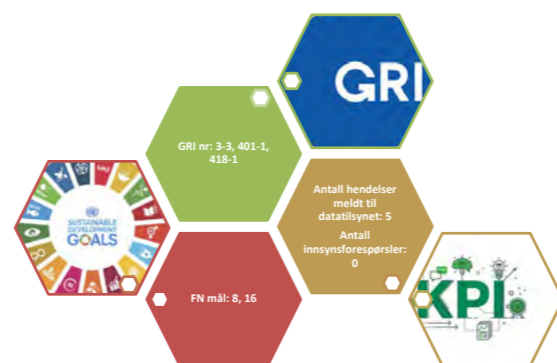 GRI
GRI nr: 3-3, 401-1,
418-1
Antall hendelser
meldt til
datatilsynet: 5
Antall
innsynsforespørsler:
0
SUSTAINABLE
DEVELOPMENT
GOALS
FN mål: 8, 16
KPI